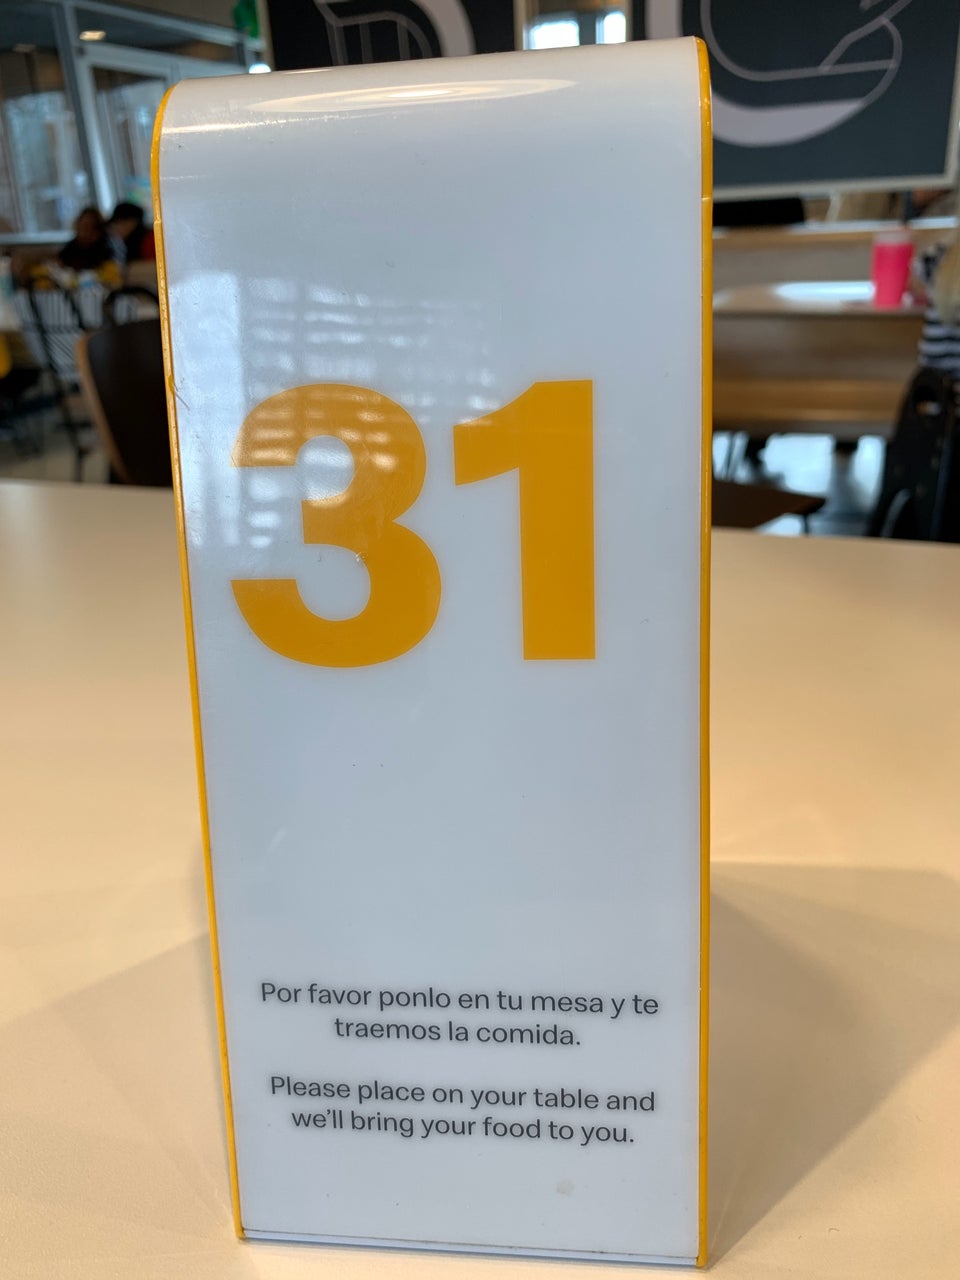 31
Por favor ponlo en tu mesa y te
traemos la comida.
Please place on your table and
we'll bring your food to you.